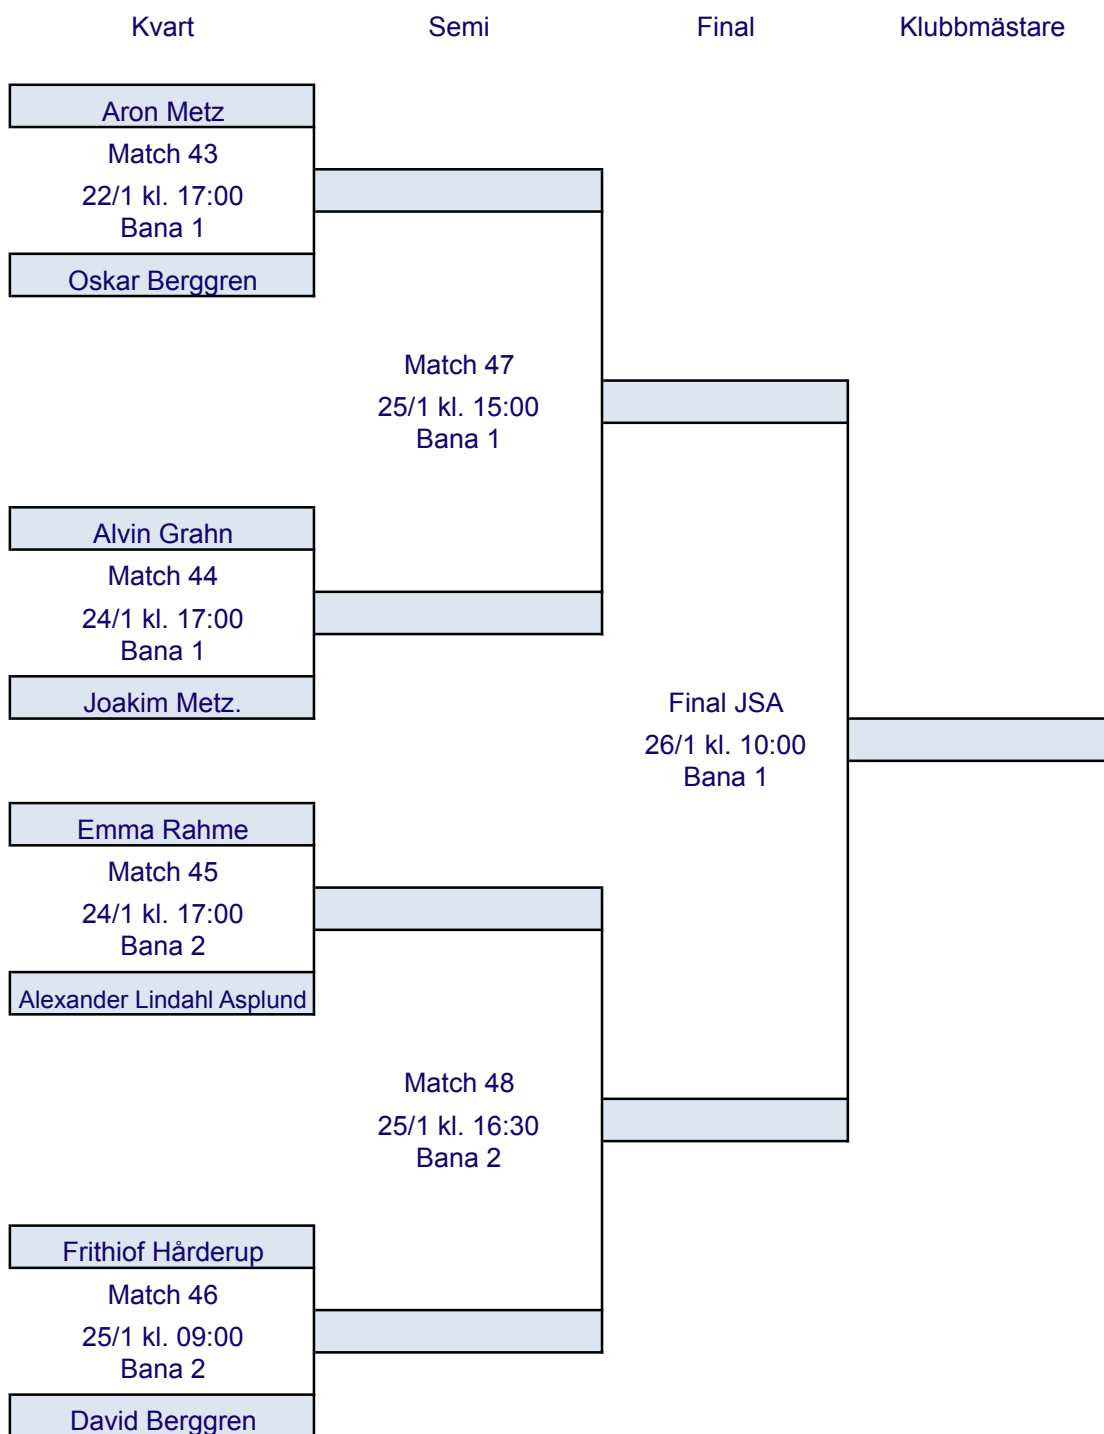 Kvart Semi Final Klubbmästare
Aron Metz
Match 43
22/1 kl. 17:00
Bana 1
Oskar Berggren
Match 47
25/1 kl. 15:00
Bana 1
Alvin Grahn
Match 44
24/1 kl. 17:00
Bana 1
Joakim Metz.
Final JSA
26/1 kl. 10:00
Bana 1
Emma Rahme
Match 45
24/1 kl. 17:00
Bana 2
Alexander Lindahl Asplund
Match 48
25/1 kl. 16:30
Bana 2
Frithiof Hårderup
Match 46
25/1 kl. 09:00
Bana 2
David Berggren